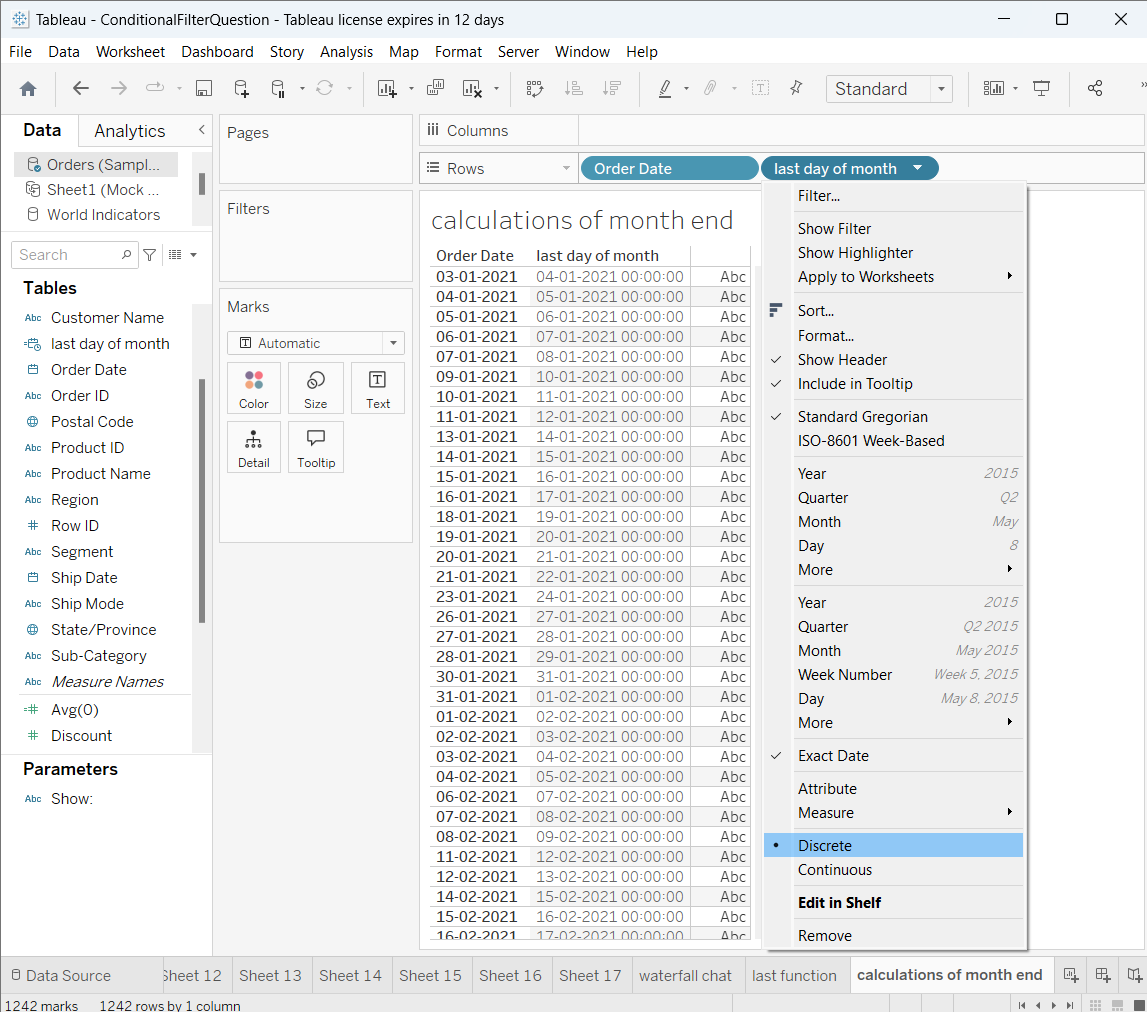 Tableau - ConditionalFilterQuestion - Tableau license expires in 12 days
File Data Worksheet Dashboard Story Analysis Map Format Server Window Help
Standard
Data Analytics
Orders (Sampl...
Sheet1 (Mock ...
World Indicators
Search
Tables
Abc Customer Name
last day of month
Order Date
Abc Order ID
Postal Code
Abc Product ID
Abc Product Name
Abc Region
# Row ID
Abc Segment
Ship Date
Abc Ship Mode
State/Province
Abc Sub-Category
Abc Measure Names
=# Avg(0)
# Discount
Parameters
Abc Show:
Pages
Filters
Marks
T Automatic
Color Size T Text
Detail Tooltip
Columns
Rows Order Date last day of month
calculations of month end
Order Date last day of month
03-01-2021 04-01-2021 00:00:00 Abc
04-01-2021 05-01-2021 00:00:00 Abc
05-01-2021 06-01-2021 00:00:00 Abc
06-01-2021 07-01-2021 00:00:00 Abc
07-01-2021 08-01-2021 00:00:00 Abc
09-01-2021 10-01-2021 00:00:00 Abc
10-01-2021 11-01-2021 00:00:00 Abc
11-01-2021 12-01-2021 00:00:00 Abc
13-01-2021 14-01-2021 00:00:00 Abc
14-01-2021 15-01-2021 00:00:00 Abc
15-01-2021 16-01-2021 00:00:00 Abc
16-01-2021 17-01-2021 00:00:00 Abc
18-01-2021 19-01-2021 00:00:00 Abc
19-01-2021 20-01-2021 00:00:00 Abc
20-01-2021 21-01-2021 00:00:00 Abc
21-01-2021 22-01-2021 00:00:00 Abc
23-01-2021 24-01-2021 00:00:00 Abc
26-01-2021 27-01-2021 00:00:00 Abc
27-01-2021 28-01-2021 00:00:00 Abc
28-01-2021 29-01-2021 00:00:00 Abc
30-01-2021 31-01-2021 00:00:00 Abc
31-01-2021 01-02-2021 00:00:00 Abc
01-02-2021 02-02-2021 00:00:00 Abc
02-02-2021 03-02-2021 00:00:00 Abc
03-02-2021 04-02-2021 00:00:00 Abc
04-02-2021 05-02-2021 00:00:00 Abc
06-02-2021 07-02-2021 00:00:00 Abc
07-02-2021 08-02-2021 00:00:00 Abc
08-02-2021 09-02-2021 00:00:00 Abc
11-02-2021 12-02-2021 00:00:00 Abc
12-02-2021 13-02-2021 00:00:00 Abc
14-02-2021 15-02-2021 00:00:00 Abc
15-02-2021 16-02-2021 00:00:00 Abc
16-02-2021 17-02-2021 00:00:00 Abc
Filter...
Show Filter
Show Highlighter
Apply to Worksheets
Sort...
Format...
Show Header
Include in Tooltip
Standard Gregorian
ISO-8601 Week-Based
Year 2015
Quarter Q2
Month May
Day 8
More
Year 2015
Quarter Q2 2015
Month May 2015
Week Number Week 5, 2015
Day May 8, 2015
More
Exact Date
Attribute
Measure
Discrete
Continuous
Edit in Shelf
Remove
Data Source Sheet 12 Sheet 13 Sheet 14 Sheet 15 Sheet 16 Sheet 17 waterfall chat last function calculations of month end
1242 marks 1242 rows by 1 column